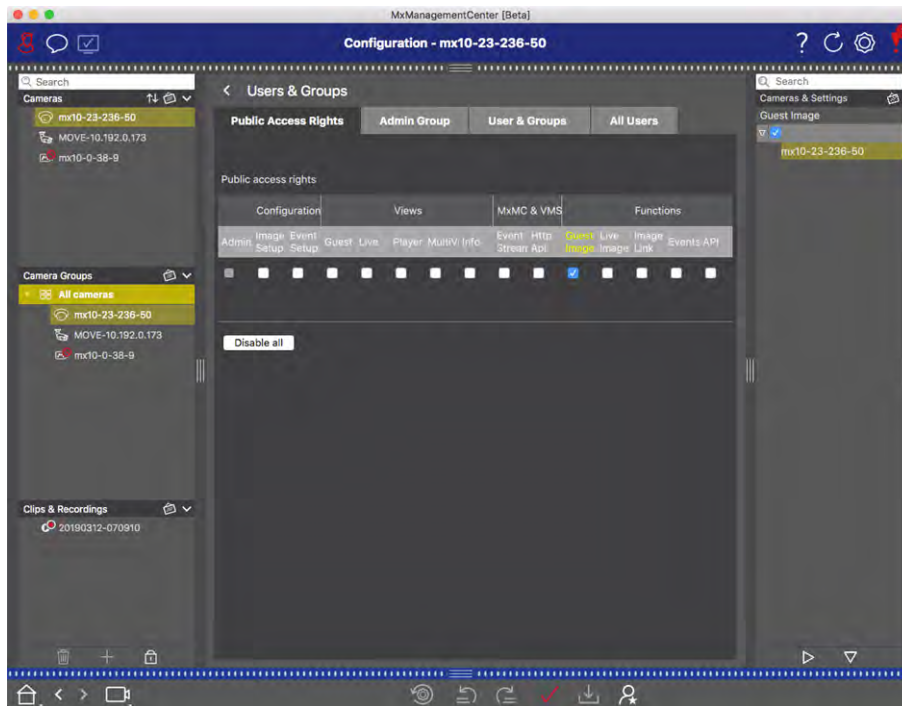 MxManagementCenter [Beta]
Configuration - mx10-23-236-50
Search
Cameras
mx10-23-236-50
MOVE-10.192.0.173
mx10-0-38-9
Camera Groups
All cameras
mx10-23-236-50
MOVE-10.192.0.173
mx10-0-38-9
Clips & Recordings
20190312-070910
Users & Groups
Public Access Rights Admin Group User & Groups All Users
Public access rights
Configuration Views MxMC & VMS Functions
Admin Image Setup Event Setup Guest Live Player MultiVi Info Event Strean Http Api Guest Image Live Image Image Link Events API
Disable all
Search
Cameras & Settings
Guest Image
mx10-23-236-50